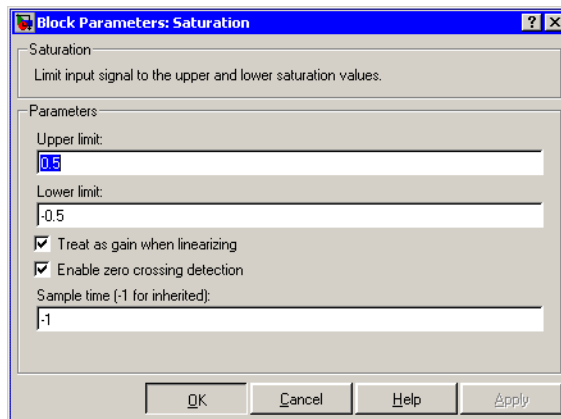 Block Parameters: Saturation
Saturation
Limit input signal to the upper and lower saturation values.
Parameters
Upper limit:
0.5
Lower limit:
-0.5
Treat as gain when linearizing
Enable zero crossing detection
Sample time (-1 for inherited):
-1
OK Cancel Help Apply